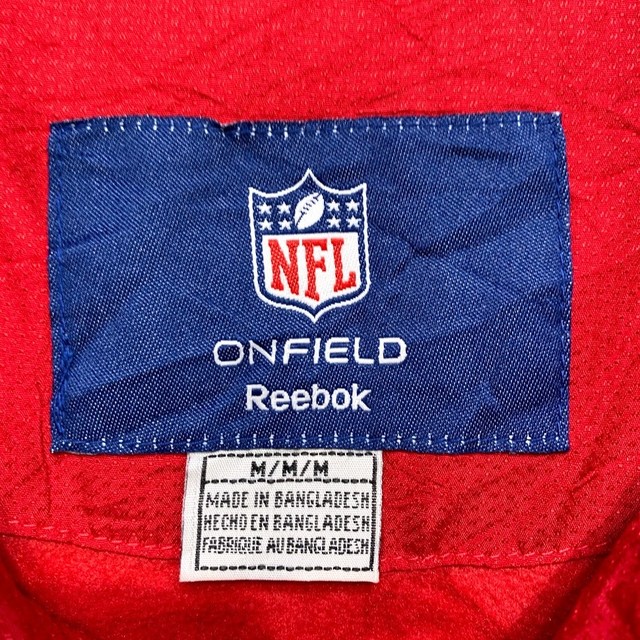 NFL
ONFIELD
Reebok
M/M/M
MADE IN BANGLADESH
HECHO EN BANGLADESH
FABRIQUE AU BANGLADESH